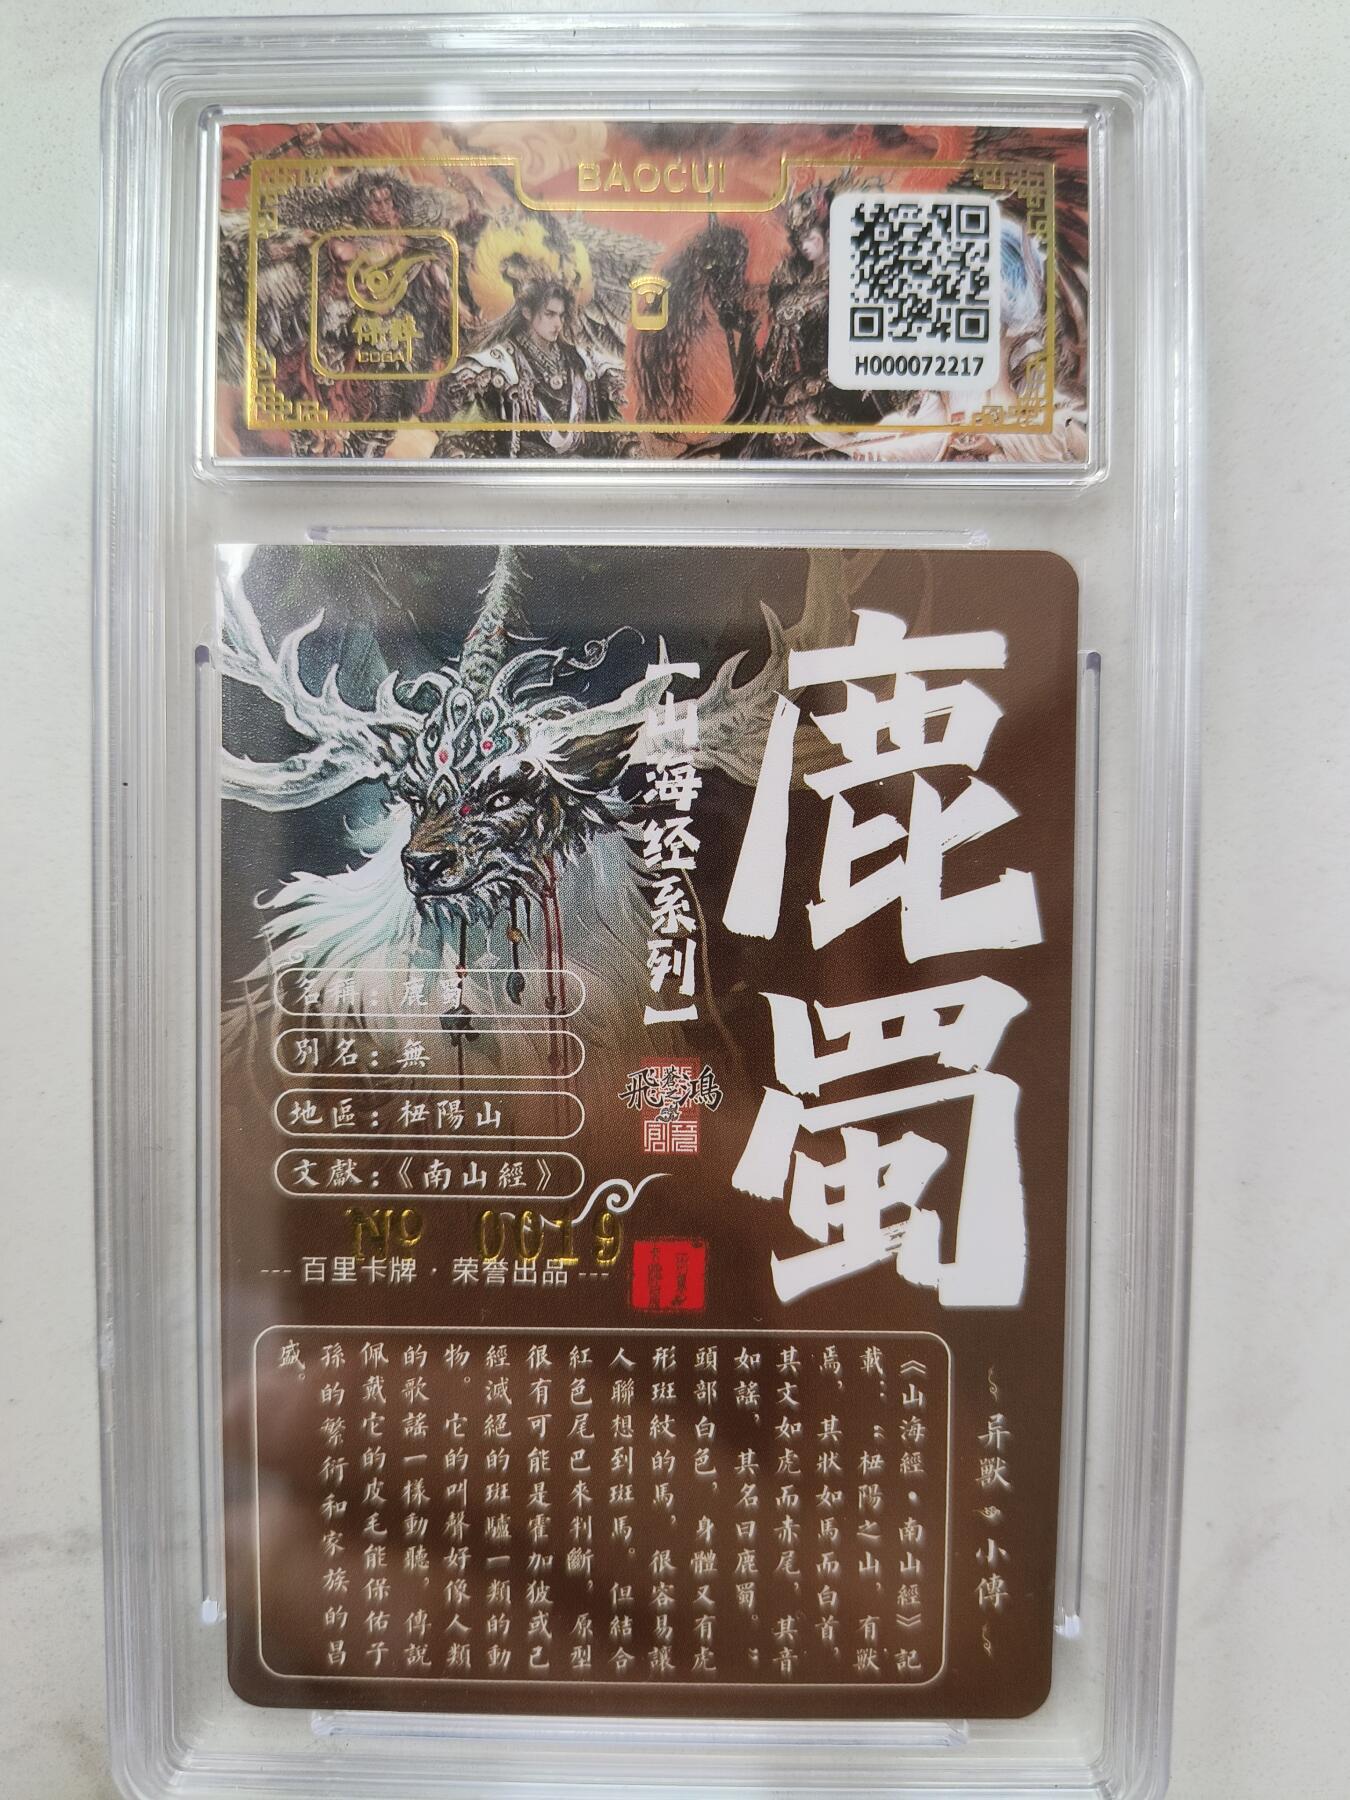 BAOCUI
保粹
CCGA
H000072217
鹿蜀
【山海经系列】
名稱：鹿蜀
別名：無
地區：杻陽山
文獻：《南山經》
飛鴻
№ 0019
--- 百里卡牌 · 荣誉出品 ---
异獸 小傳
《山海經·南山經》記
載：“杻陽之山，有獸
焉，其狀如馬而白首，
其文如虎而赤尾，其音
如謠，其名曰鹿蜀。”
頭部白色，身體又有虎
形斑紋的馬，很容易讓
人聯想到斑馬。但結合
紅色尾巴來判斷，原型
很有可能是霍加狓或已
經滅絕的斑驢一類的動
物。它的叫聲好像人類
的歌謠一樣動聽，傳說
佩戴它的皮毛能保佑子
孫的繁衍和家族的昌
盛。